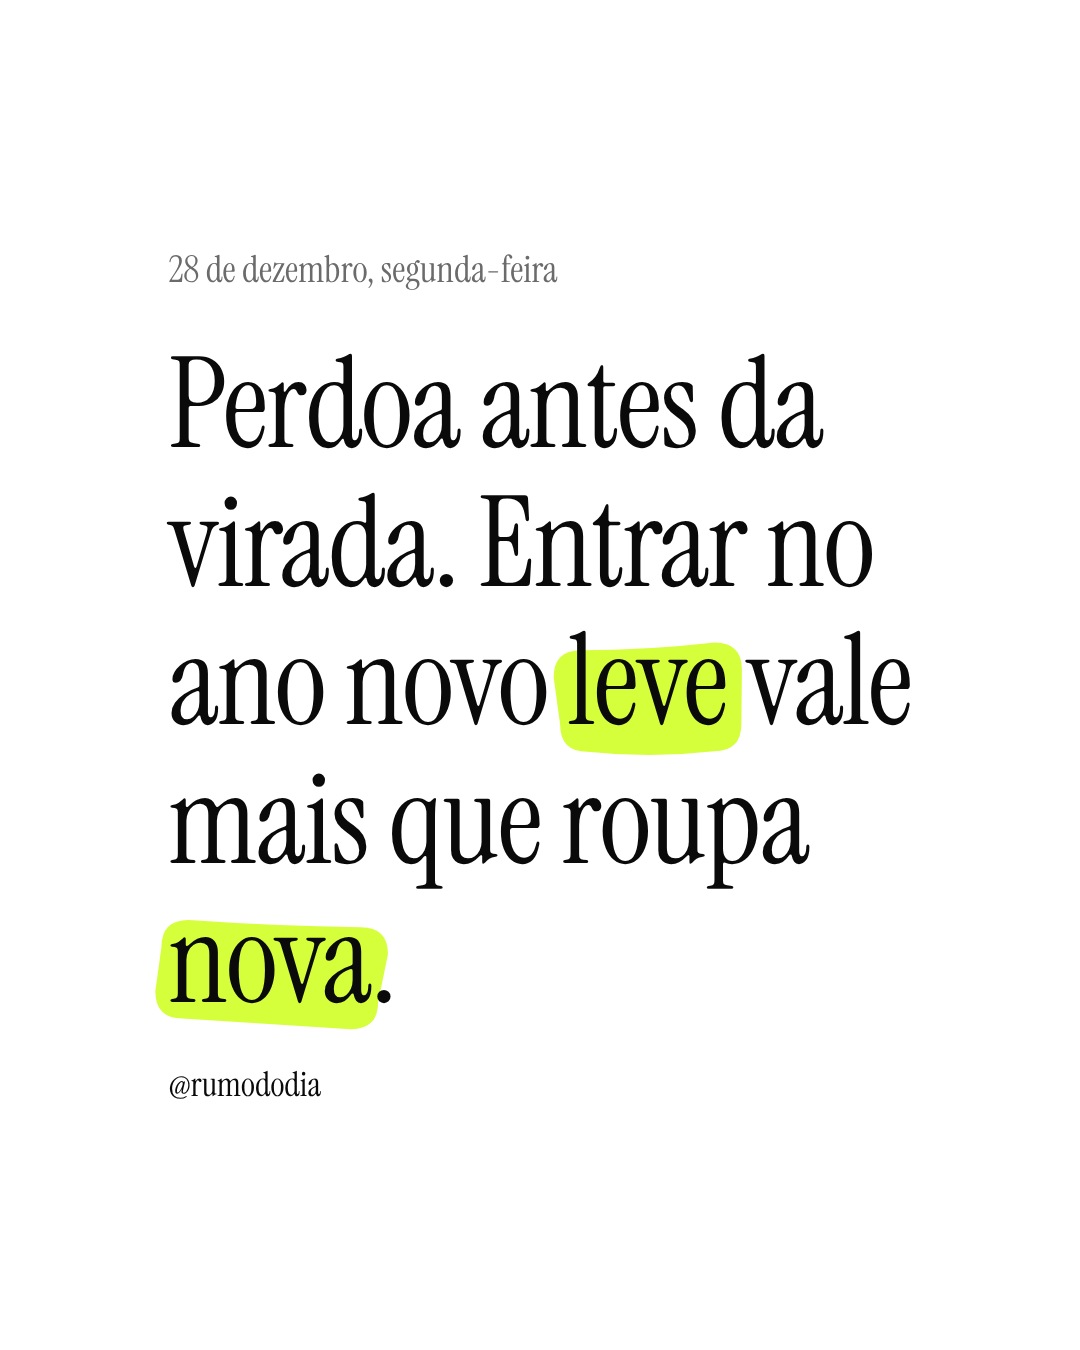 28 de dezembro, segunda-feira
Perdoa antes da
virada. Entrar no
ano novo leve vale
mais que roupa
nova.
@rumododia